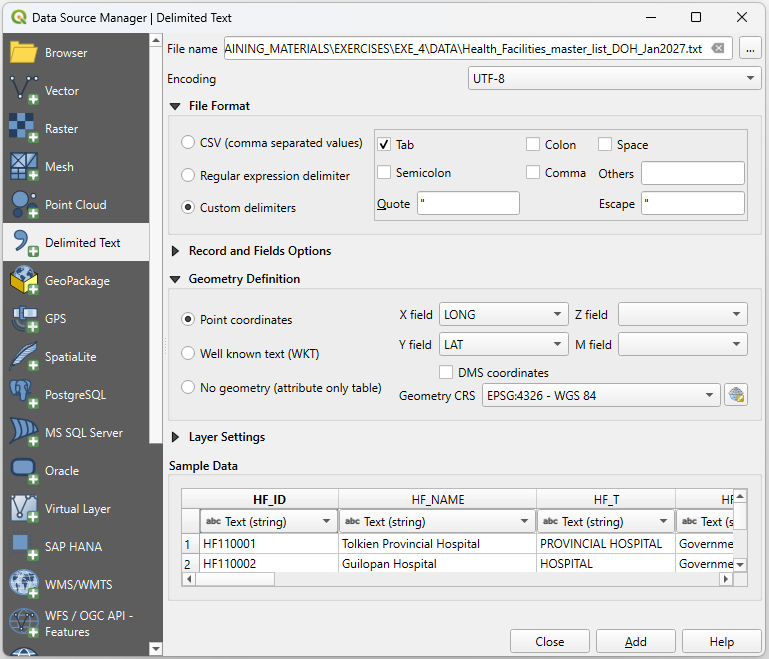 Data Source Manager | Delimited Text
Browser
Vector
Raster
Mesh
Point Cloud
Delimited Text
GeoPackage
GPS
SpatiaLite
PostgreSQL
MS SQL Server
Oracle
Virtual Layer
SAP HANA
WMS/WMTS
WFS / OGC API -
Features
File name AINING_MATERIALS\EXERCISES\EXE_4\DATA\Health_Facilities_master_list_DOH_Jan2027.txt ...
Encoding UTF-8
File Format
CSV (comma separated values)
Regular expression delimiter
Custom delimiters
Tab Colon Space
Semicolon Comma Others
Quote " Escape "
Record and Fields Options
Geometry Definition
Point coordinates
Well known text (WKT)
No geometry (attribute only table)
X field LONG Z field
Y field LAT M field
DMS coordinates
Geometry CRS EPSG:4326 - WGS 84
Layer Settings
Sample Data
HF_ID HF_NAME HF_T HF
abc Text (string) abc Text (string) abc Text (string) abc Text (s
1 HF110001 Tolkien Provincial Hospital PROVINCIAL HOSPITAL Governme
2 HF110002 Guilopan Hospital HOSPITAL Governme
Close Add Help